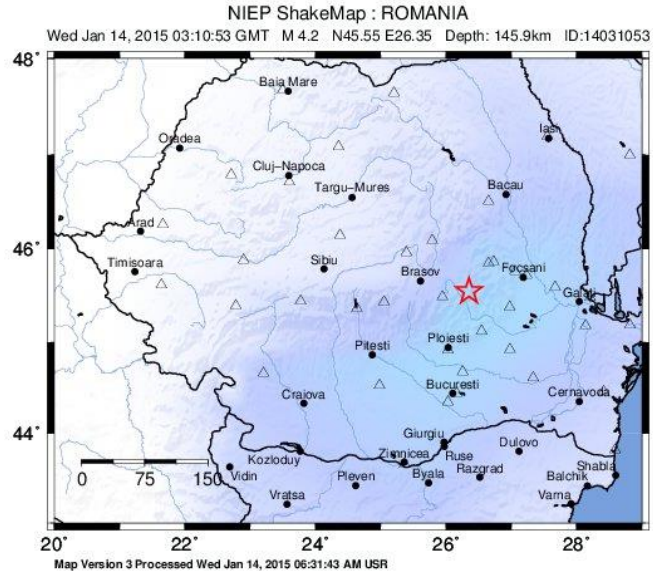 NIEP ShakeMap : ROMANIA
Wed Jan 14, 2015 03:10:53 GMT M 4.2 N45.55 E26.35 Depth: 145.9km ID:14031053
48˚
Baia Mare
Iasi
Oradea
Cluj-Napoca
Targu-Mures
Bacau
Arad
46˚
Timisoara
Sibiu
Brasov
Focsani
Galati
Ploiesti
Pitesti
Bucuresti
Craiova
Cernavoda
44˚
Giurgiu
Kozloduy
Zimnicea
Ruse
Dulovo
0 75 150
Vidin
Pleven
Byala
Razgrad
Shabla
Balchik
Vratsa
Varna
20˚ 22˚ 24˚ 26˚ 28˚
Map Version 3 Processed Wed Jan 14, 2015 06:31:43 AM USR